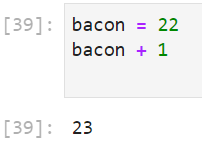 [39]: bacon = 22
bacon + 1
[39]: 23